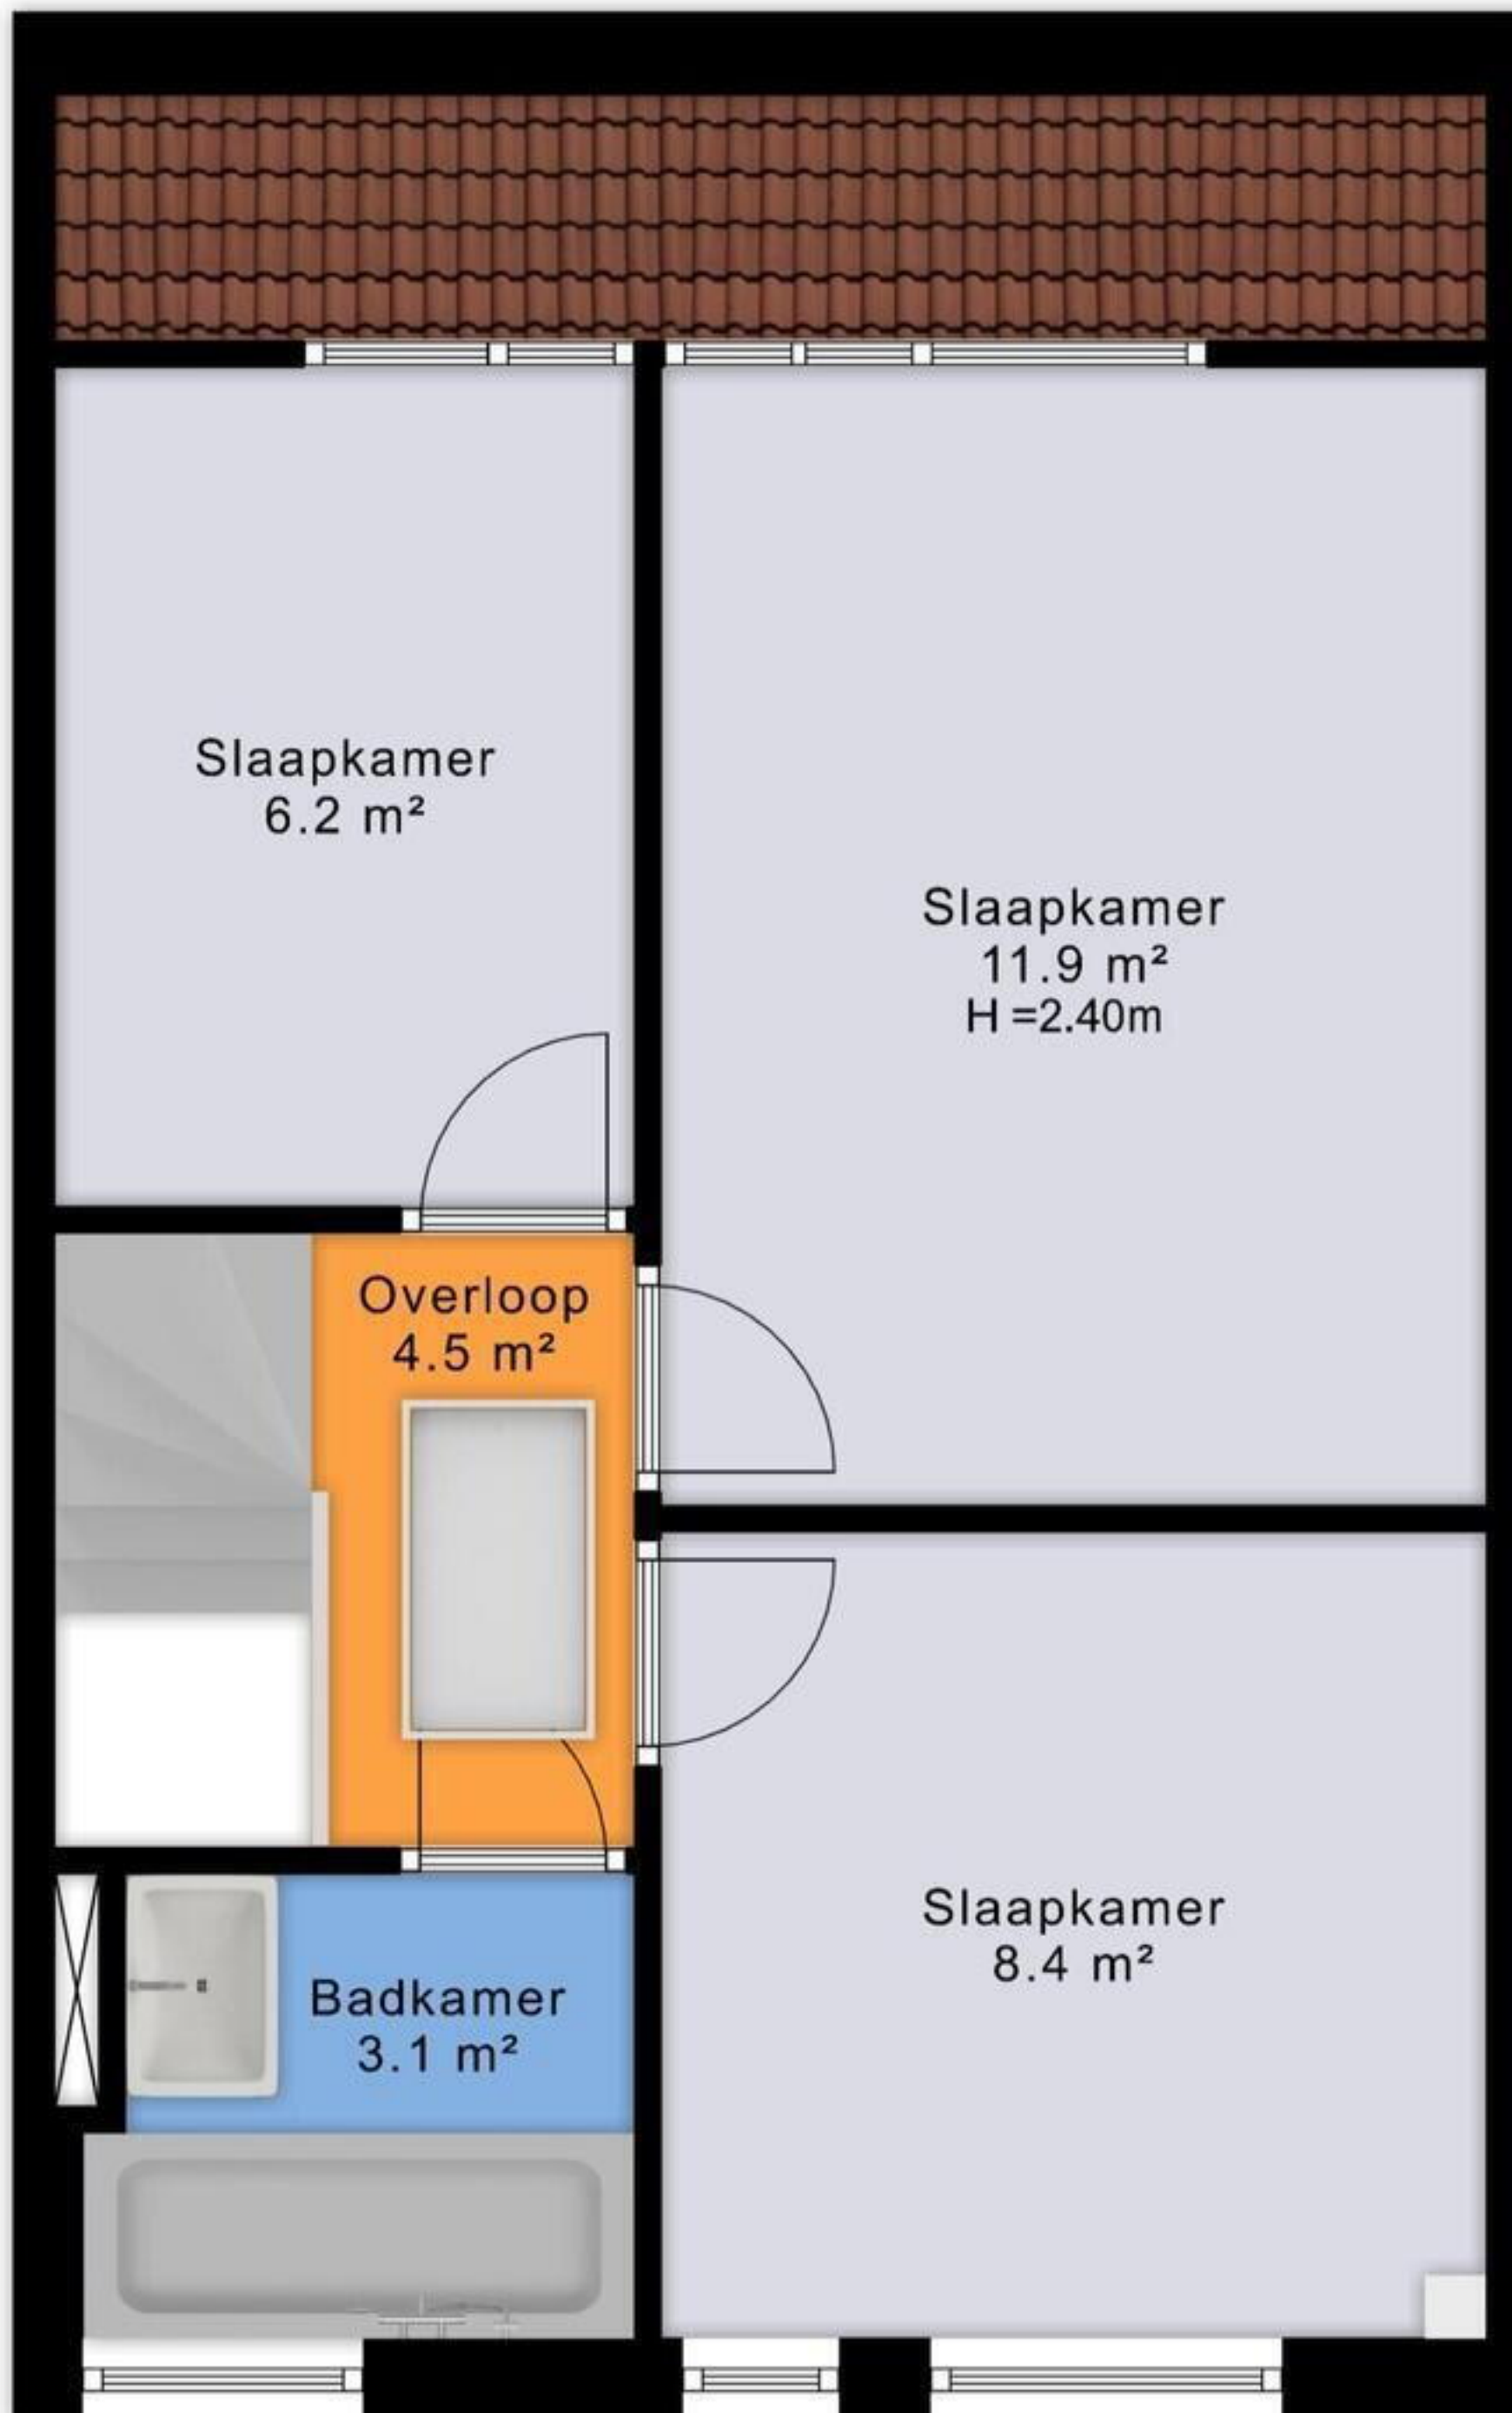 Slaapkamer
6.2 m²
Slaapkamer
11.9 m²
H =2.40m
Overloop
4.5 m²
Slaapkamer
8.4 m²
Badkamer
3.1 m²